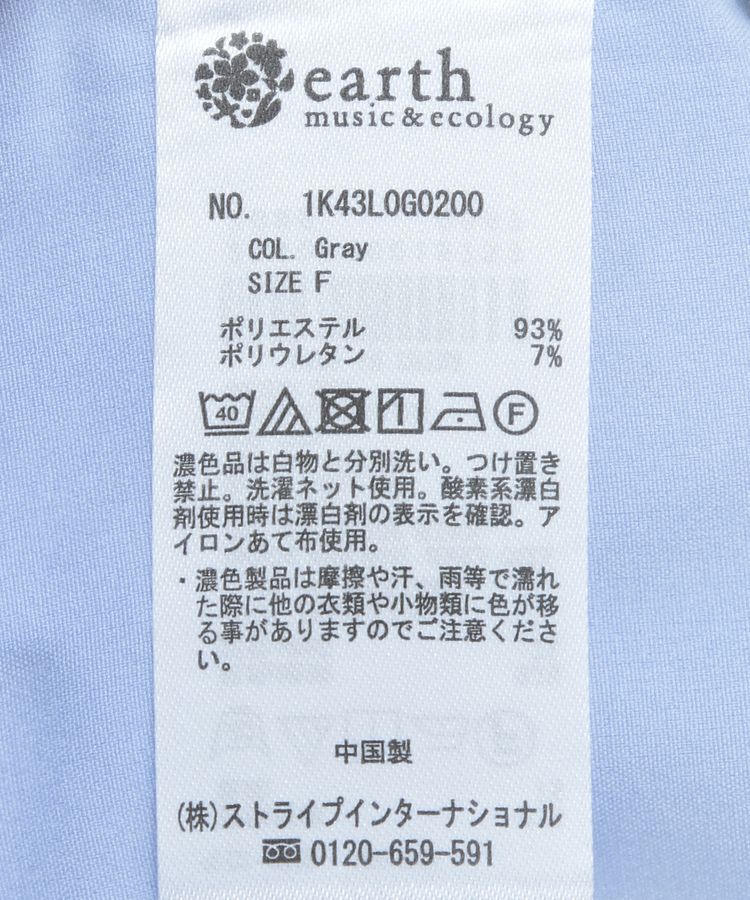 earth
music&ecology
NO. 1K43L0G0200
COL. Gray
SIZE F
ポリエステル 93%
ポリウレタン 7%
40 F
濃色品は白物と分別洗い。つけ置き
禁止。洗濯ネット使用。酸素系漂白
剤使用時は漂白剤の表示を確認。ア
イロンあて布使用。
・濃色製品は摩擦や汗、雨等で濡れ
た際に他の衣類や小物類に色が移
る事がありますのでご注意くださ
い。
中国製
(株)ストライプインターナショナル
0120-659-591